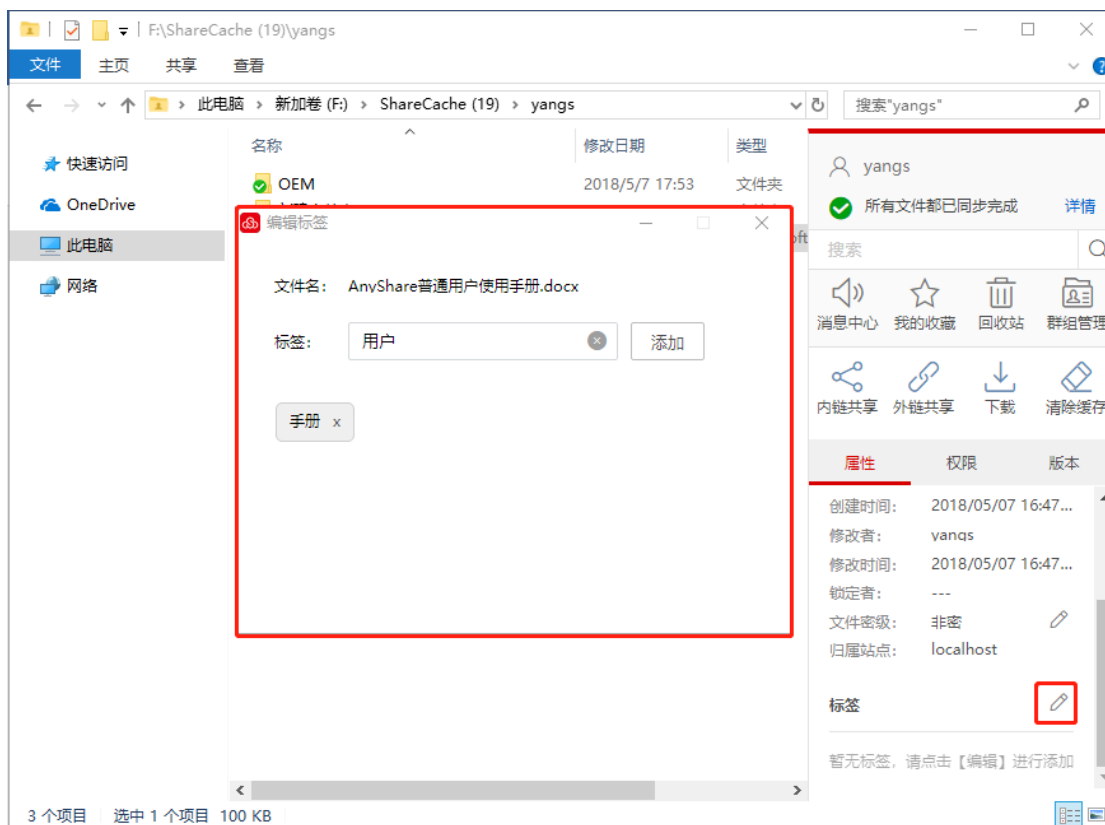 F:\ShareCache (19)\yangs
文件 主页 共享 查看
此电脑 > 新加卷 (F:) > ShareCache (19) > yangs
搜索"yangs"
名称 修改日期 类型
快速访问
OneDrive
此电脑
网络
OEM 2018/5/7 17:53 文件夹
编辑标签
文件名: AnyShare普通用户使用手册.docx
标签: 用户 添加
手册 x
yangs
所有文件都已同步完成 详情
搜索
消息中心 我的收藏 回收站 群组管理
内链共享 外链共享 下载 清除缓存
属性 权限 版本
创建时间: 2018/05/07 16:47...
修改者: yangs
修改时间: 2018/05/07 16:47...
锁定者: ---
文件密级: 非密
归属站点: localhost
标签
暂无标签，请点击【编辑】进行添加
3 个项目 选中 1 个项目 100 KB